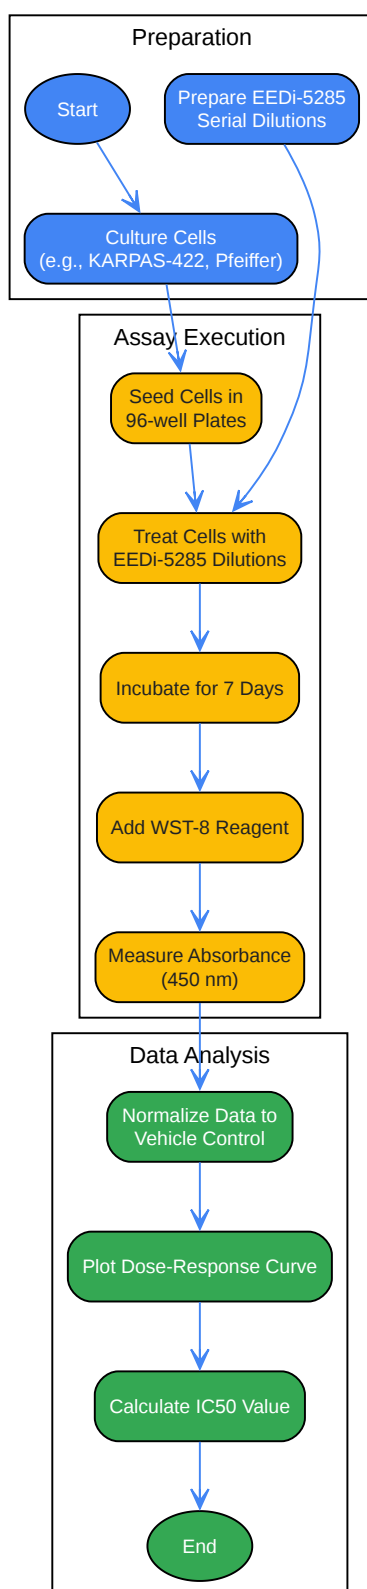 Preparation
Start
Prepare EEDi-5285
Serial Dilutions
Culture Cells
(e.g., KARPAS-422, Pfeiffer)
Assay Execution
Seed Cells in
96-well Plates
Treat Cells with
EEDi-5285 Dilutions
Incubate for 7 Days
Add WST-8 Reagent
Measure Absorbance
(450 nm)
Data Analysis
Normalize Data to
Vehicle Control
Plot Dose-Response Curve
Calculate IC50 Value
End